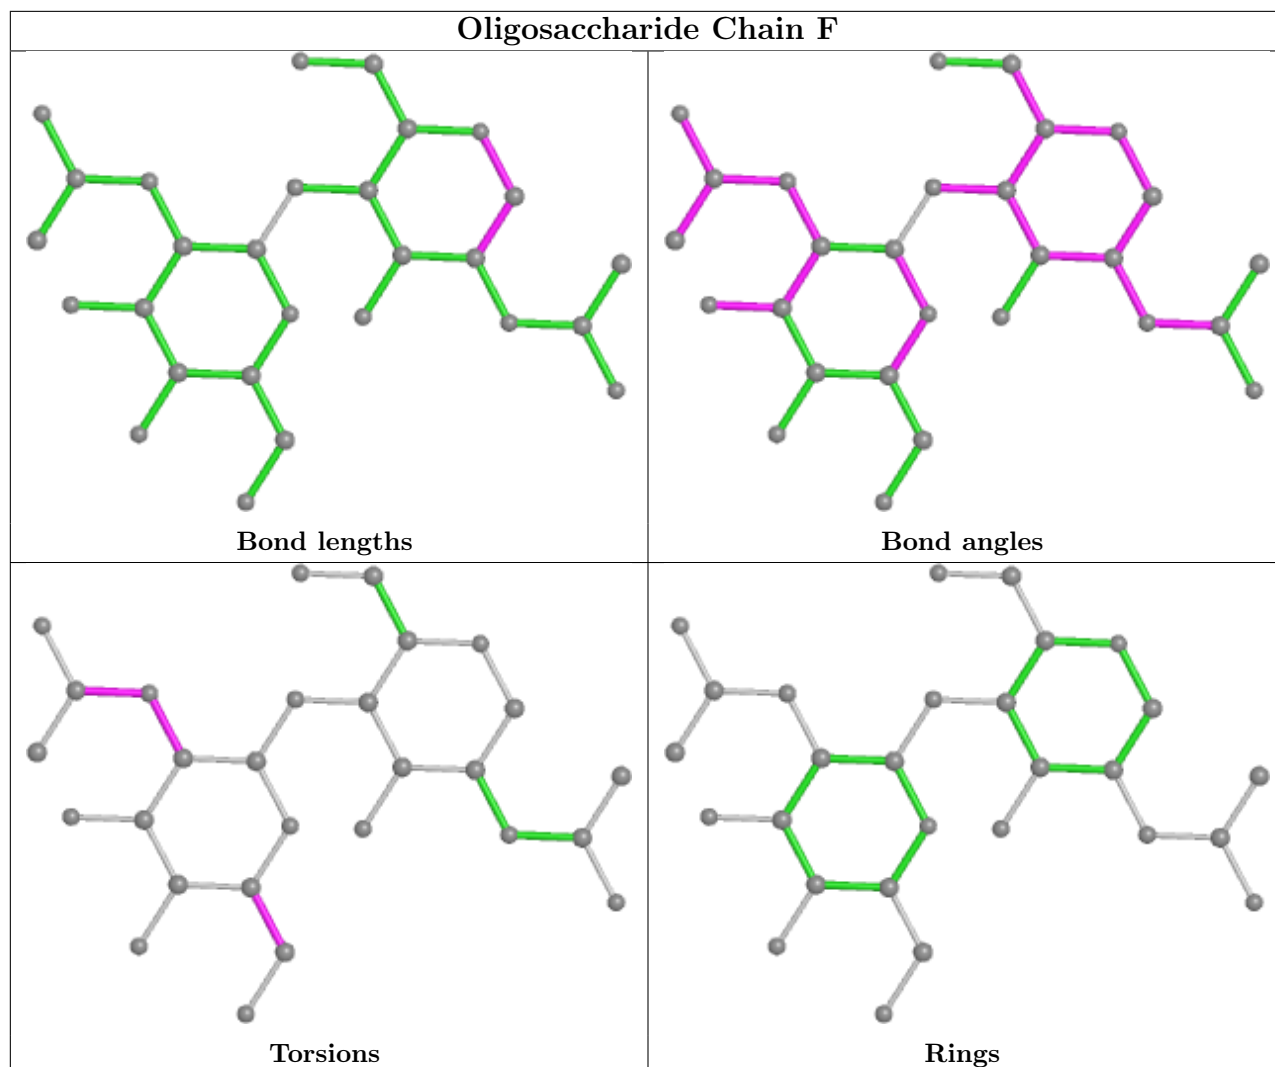 Oligosaccharide Chain F
Bond lengths
Bond angles
Torsions
Rings